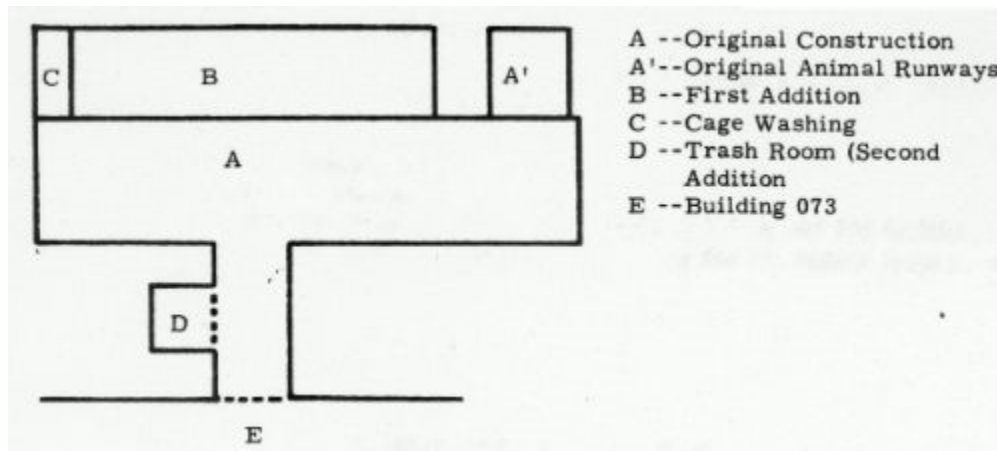 C
B
A'
A
D
E
A --Original Construction
A'--Original Animal Runways
B --First Addition
C --Cage Washing
D --Trash Room (Second
Addition
E --Building 073